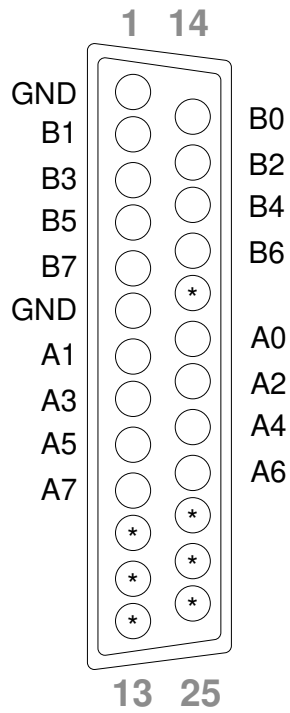 1 14
GND
B0
B1
B2
B3
B4
B5
B6
B7
*
GND
A0
A1
A2
A3
A4
A5
A6
A7
*
*
*
*
*
*
13 25